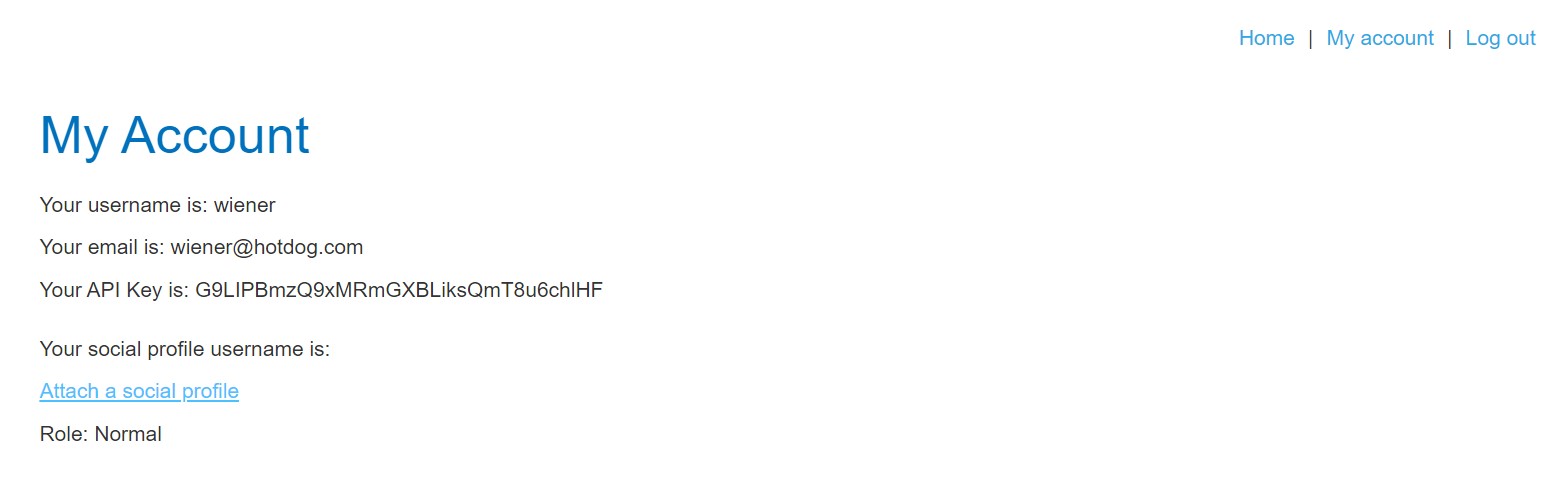 Home | My account | Log out
My Account
Your username is: wiener
Your email is: wiener@hotdog.com
Your API Key is: G9LIPBmzQ9xMRmGXBLiksQmT8u6chlHF
Your social profile username is:
Attach a social profile
Role: Normal